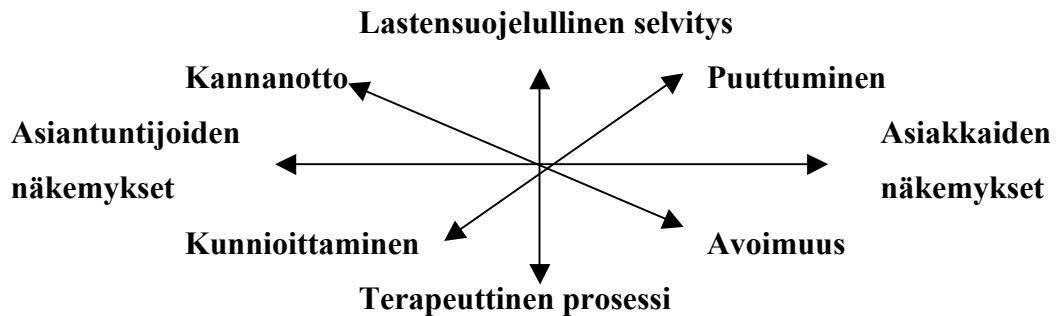 Lastensuojelullinen selvitys
Kannanotto
Puuttuminen
Asiantuntijoiden
näkemykset
Asiakkaiden
näkemykset
Kunnioittaminen
Avoimuus
Terapeuttinen prosessi